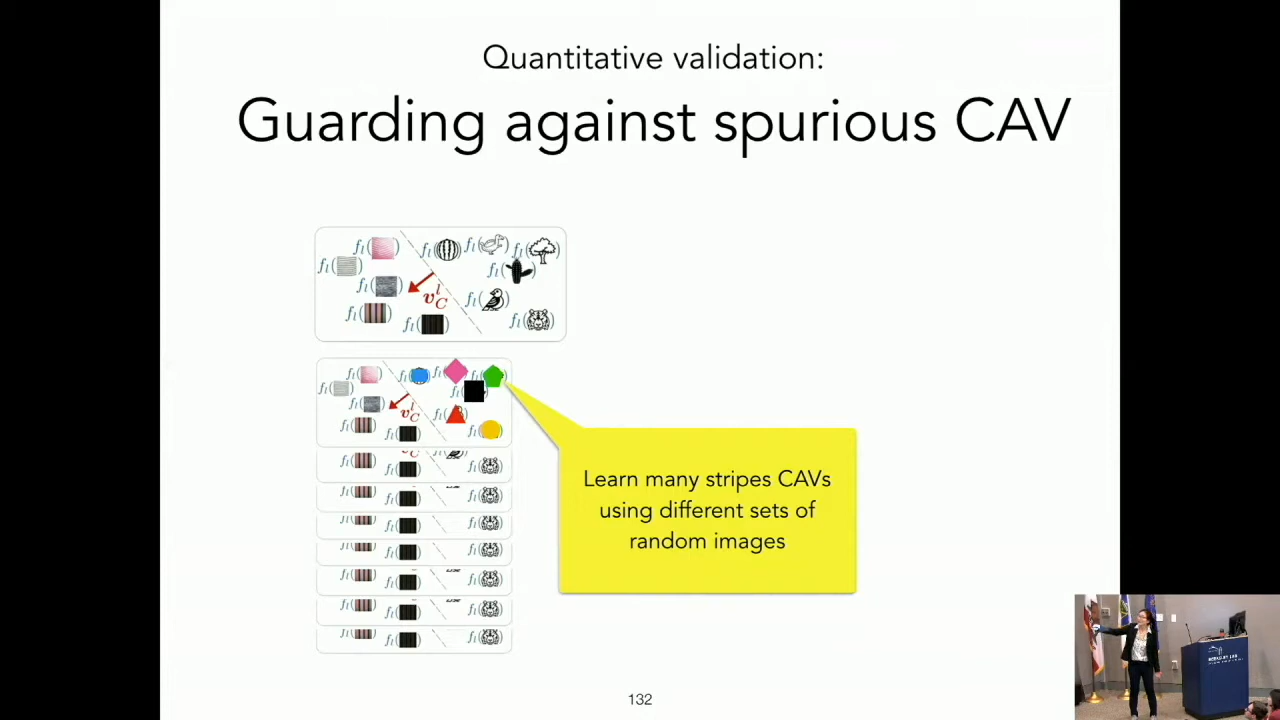 Quantitative validation:
Guarding against spurious CAV
Learn many stripes CAVs
using different sets of
random images
132